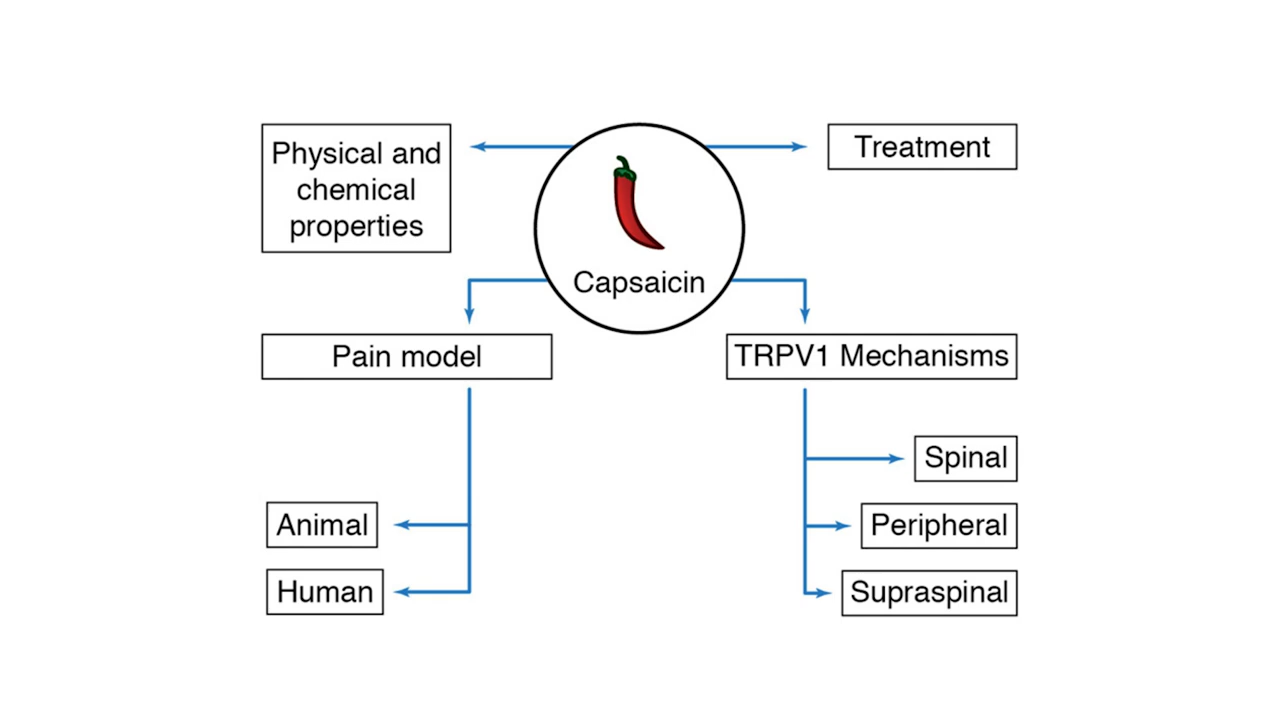 Physical and
chemical
properties
Treatment
Capsaicin
Pain model
TRPV1 Mechanisms
Spinal
Animal
Peripheral
Human
Supraspinal